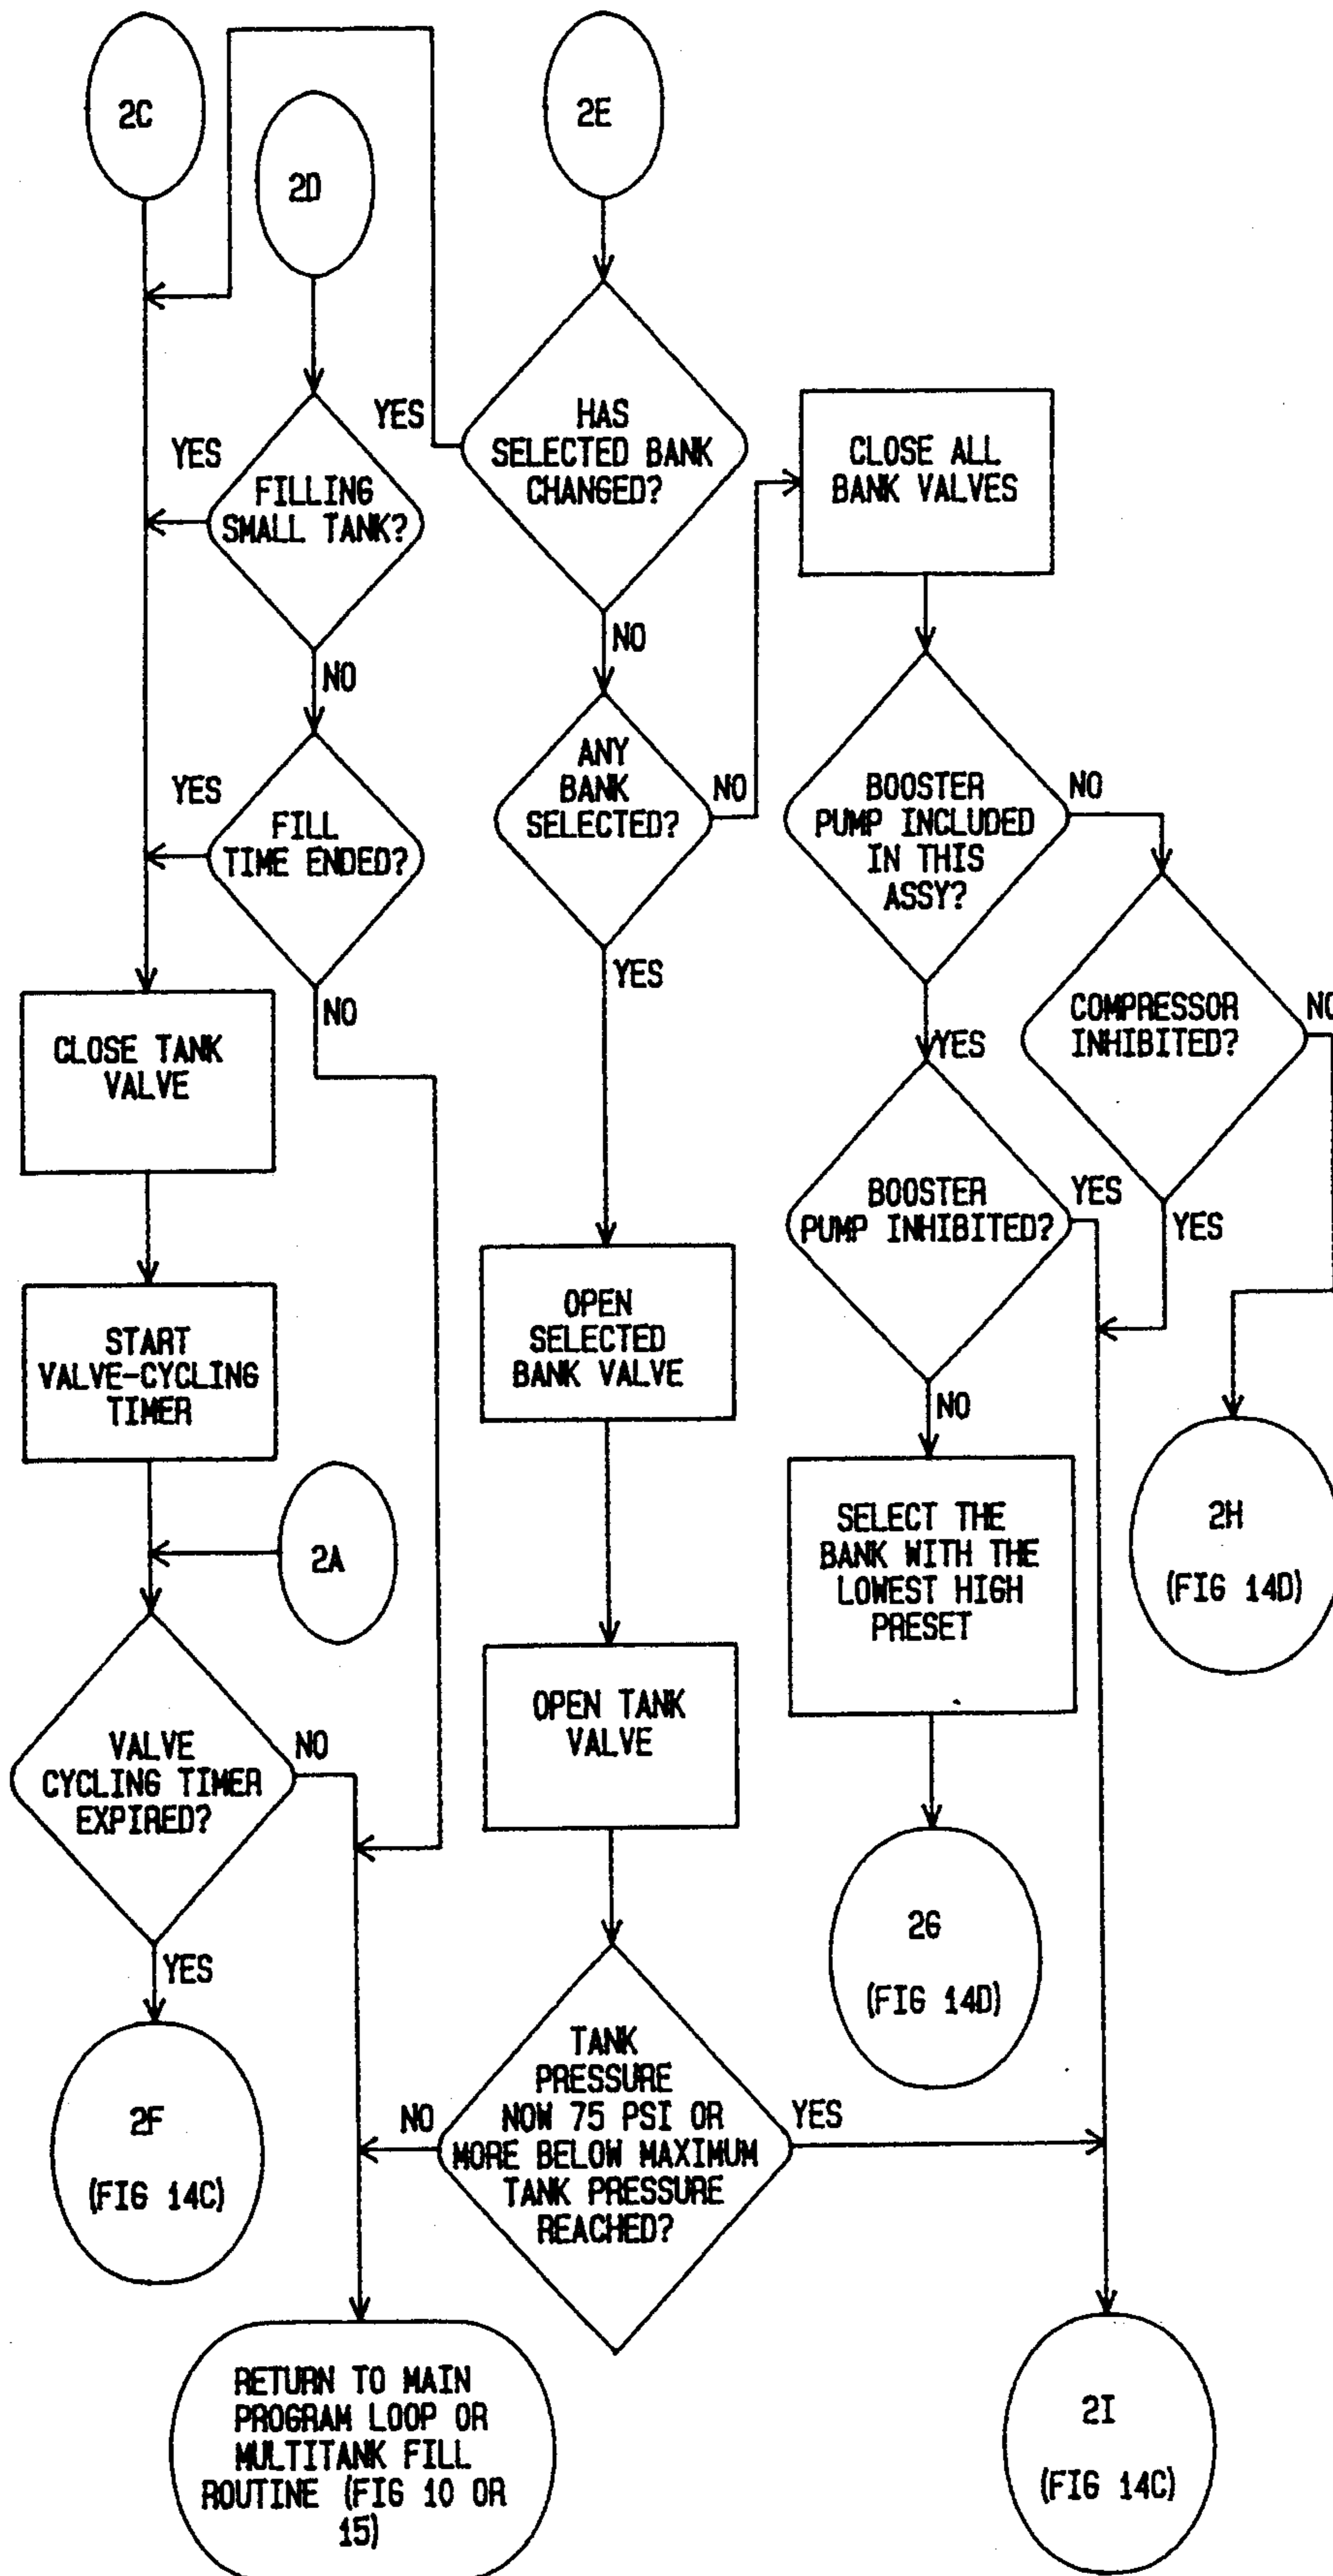 2C
2D
2E
YES
FILLING
SMALL TANK?
NO
YES
FILL
TIME ENDED?
NO
CLOSE TANK
VALVE
START
VALVE-CYCLING
TIMER
2A
VALVE
CYCLING TIMER
EXPIRED?
NO
YES
2F
(FIG 14C)
YES
HAS
SELECTED BANK
CHANGED?
NO
ANY
BANK
SELECTED?
NO
YES
OPEN
SELECTED
BANK VALVE
OPEN TANK
VALVE
TANK
PRESSURE
NOW 75 PSI OR
MORE BELOW MAXIMUM
TANK PRESSURE
REACHED?
NO
YES
RETURN TO MAIN
PROGRAM LOOP OR
MULTITANK FILL
ROUTINE (FIG 10 OR
15)
CLOSE ALL
BANK VALVES
BOOSTER
PUMP INCLUDED
IN THIS
ASSY?
NO
YES
COMPRESSOR
INHIBITED?
NO
YES
BOOSTER
PUMP INHIBITED?
YES
NO
SELECT THE
BANK WITH THE
LOWEST HIGH
PRESET
2G
(FIG 14D)
2H
(FIG 14D)
2I
(FIG 14C)